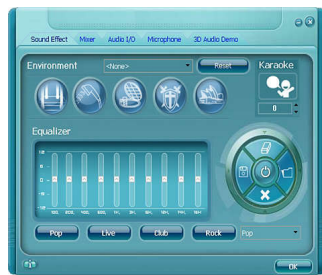 Sound Effect Mixer Audio I/O Microphone 3D Audio Demo
Environment <None> Reset Karaoke
0
Equalizer
Pop Live Club Rock Pop
OK